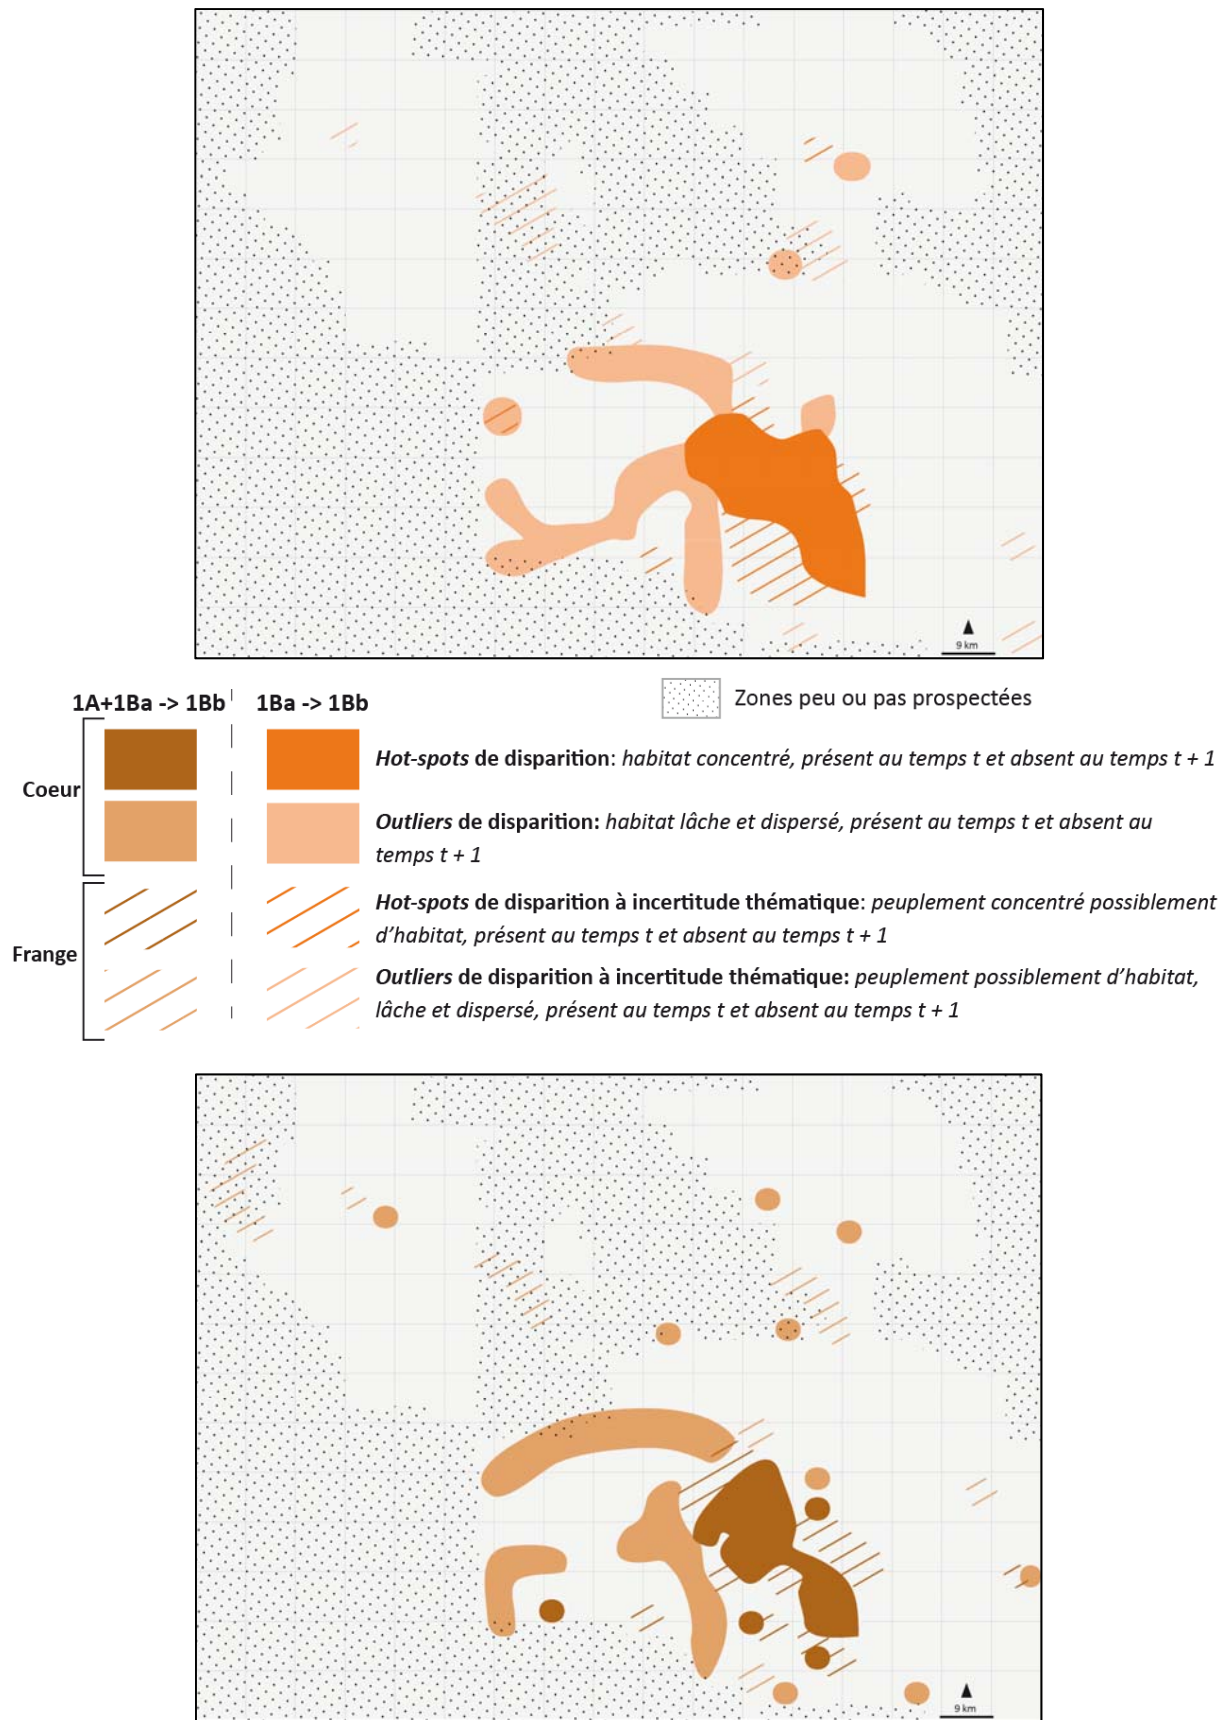 9 km
1A+1Ba -> 1Bb 1Ba -> 1Bb
Zones peu ou pas prospectées
Coeur
Hot-spots de disparition: habitat concentré, présent au temps t et absent au temps t + 1
Outliers de disparition: habitat lâche et dispersé, présent au temps t et absent au
temps t + 1
Frange
Hot-spots de disparition à incertitude thématique: peuplement concentré possiblement
d'habitat, présent au temps t et absent au temps t + 1
Outliers de disparition à incertitude thématique: peuplement possiblement d'habitat,
lâche et dispersé, présent au temps t et absent au temps t + 1
9 km